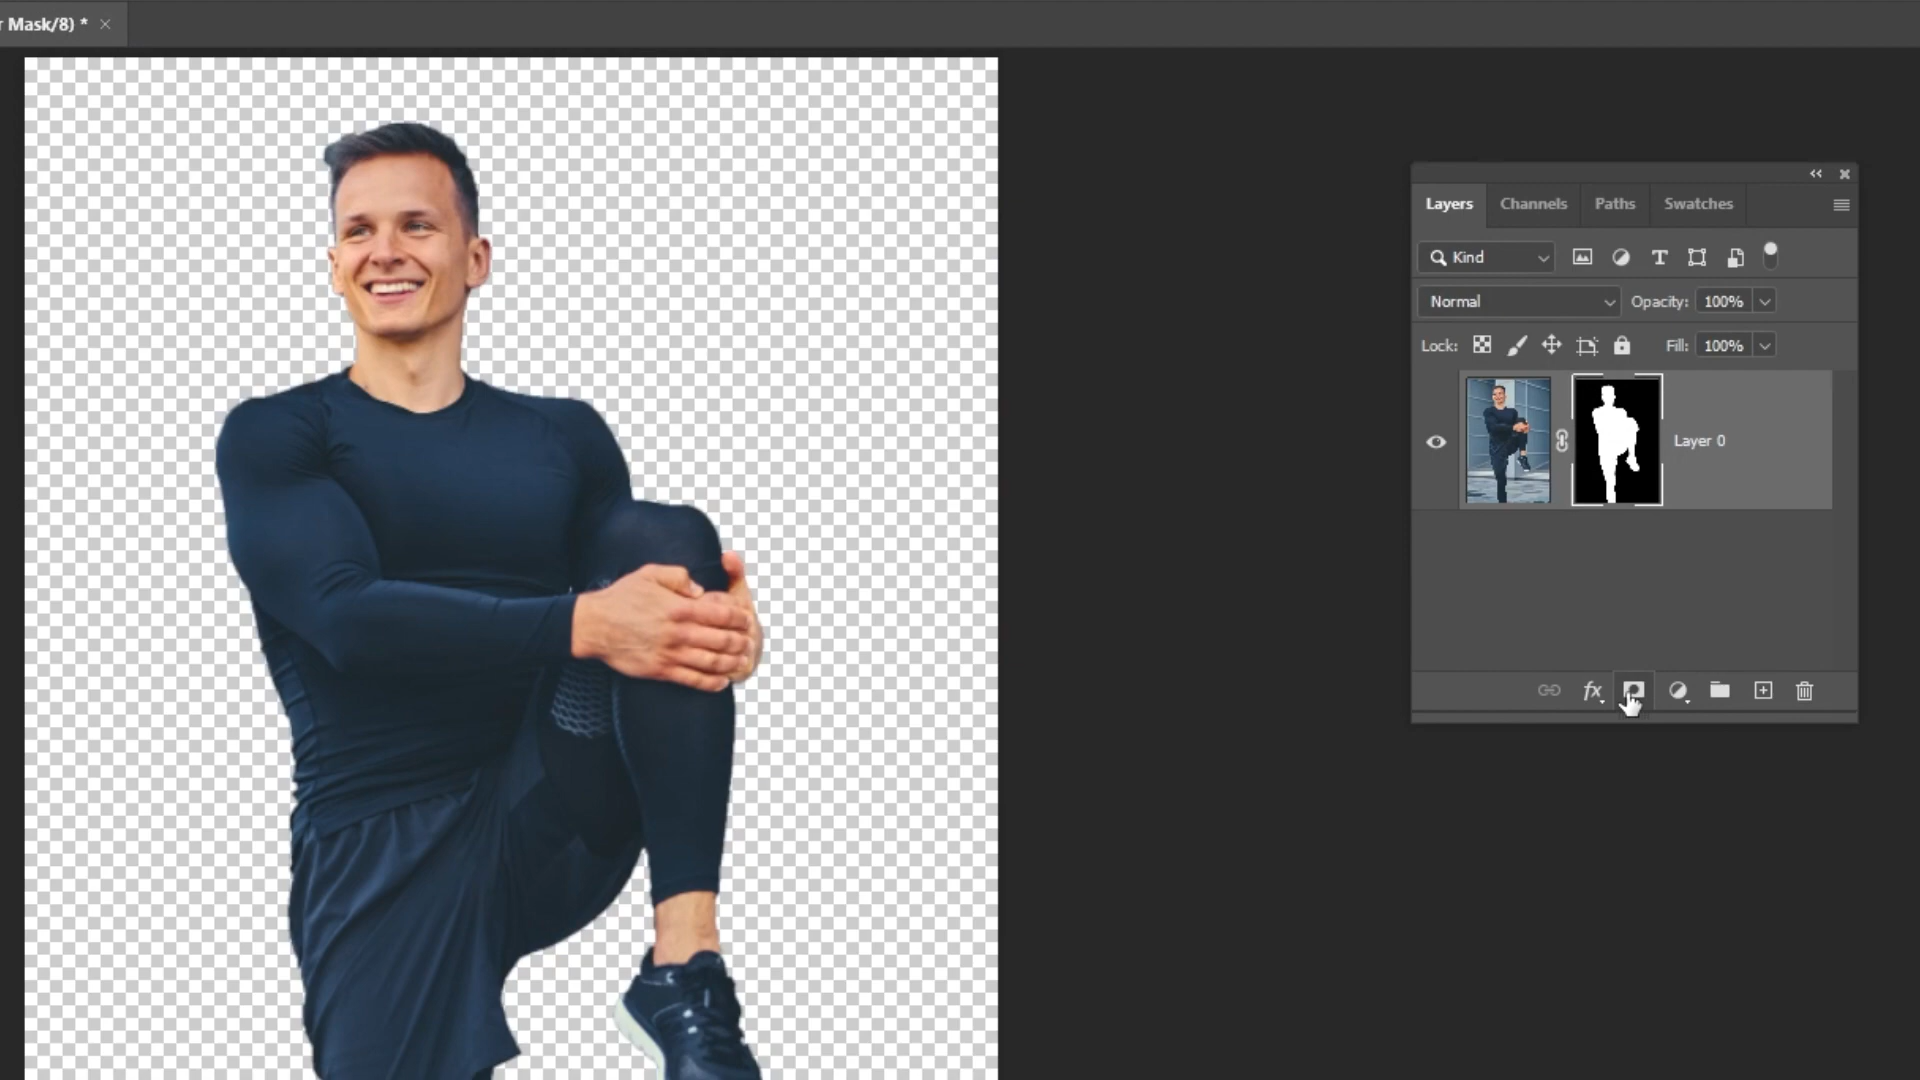 r Mask/8) *
Layers Channels Paths Swatches
Kind
Normal Opacity: 100%
Lock: Fill: 100%
Layer 0
fx